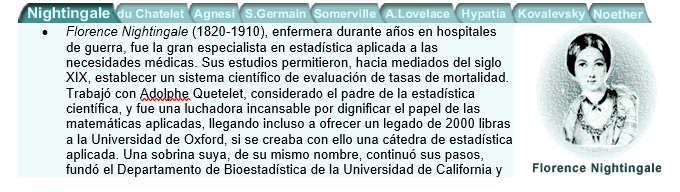 Nightingale du Chatelet Agnesi S.Germain Somerville A.Lovelace Hypatia Kovalevsky Noether
• Florence Nightingale (1820-1910), enfermera durante años en hospitales
de guerra, fue la gran especialista en estadística aplicada a las
necesidades médicas. Sus estudios permitieron, hacia mediados del siglo
XIX, establecer un sistema científico de evaluación de tasas de mortalidad.
Trabajó con Adolphe Quetelet, considerado el padre de la estadística
científica, y fue una luchadora incansable por dignificar el papel de las
matemáticas aplicadas, llegando incluso a ofrecer un legado de 2000 libras
a la Universidad de Oxford, si se creaba con ello una cátedra de estadística
aplicada. Una sobrina suya, de su mismo nombre, continuó sus pasos,
fundó el Departamento de Bioestadística de la Universidad de California y
Florence Nightingale